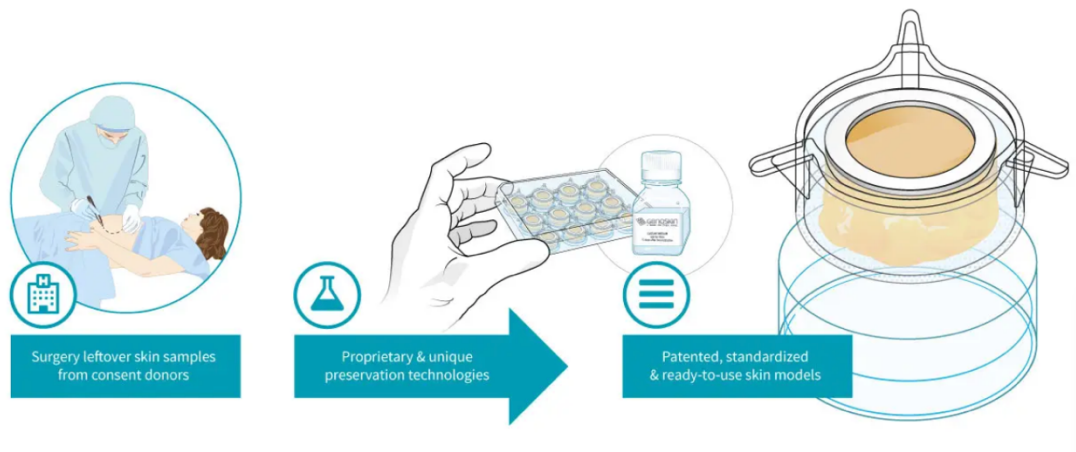 Surgery leftover skin samples
from consent donors
Proprietary & unique
preservation technologies
Patented, standardized
& ready-to-use skin models
H